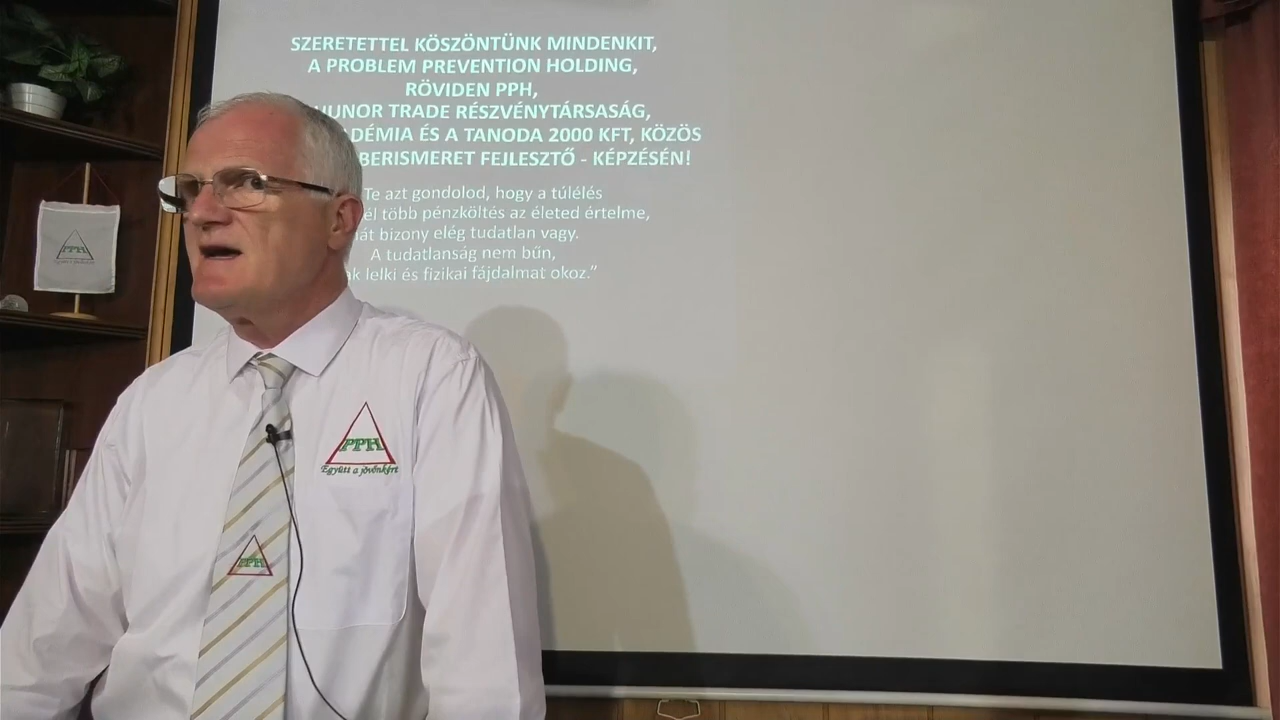 SZERETETTEL KÖSZÖNTÜNK MINDENKIT,
A PROBLEM PREVENTION HOLDING,
RÖVIDEN PPH,
HUNOR TRADE RÉSZVÉNYTÁRSASÁG,
DÉMIA ÉS A TANODA 2000 KFT, KÖZÖS
BERISMERET FEJLESZTŐ - KÉPZÉSÉN!
Te azt gondolod, hogy a túlélés
él több pénzköltés az életed értelme,
hát bizony elég tudatlan vagy.
A tudatlanság nem bűn,
ak lelki és fizikai fájdalmat okoz.”
PPH
Együtt a jövőnkért
PPH
PPH